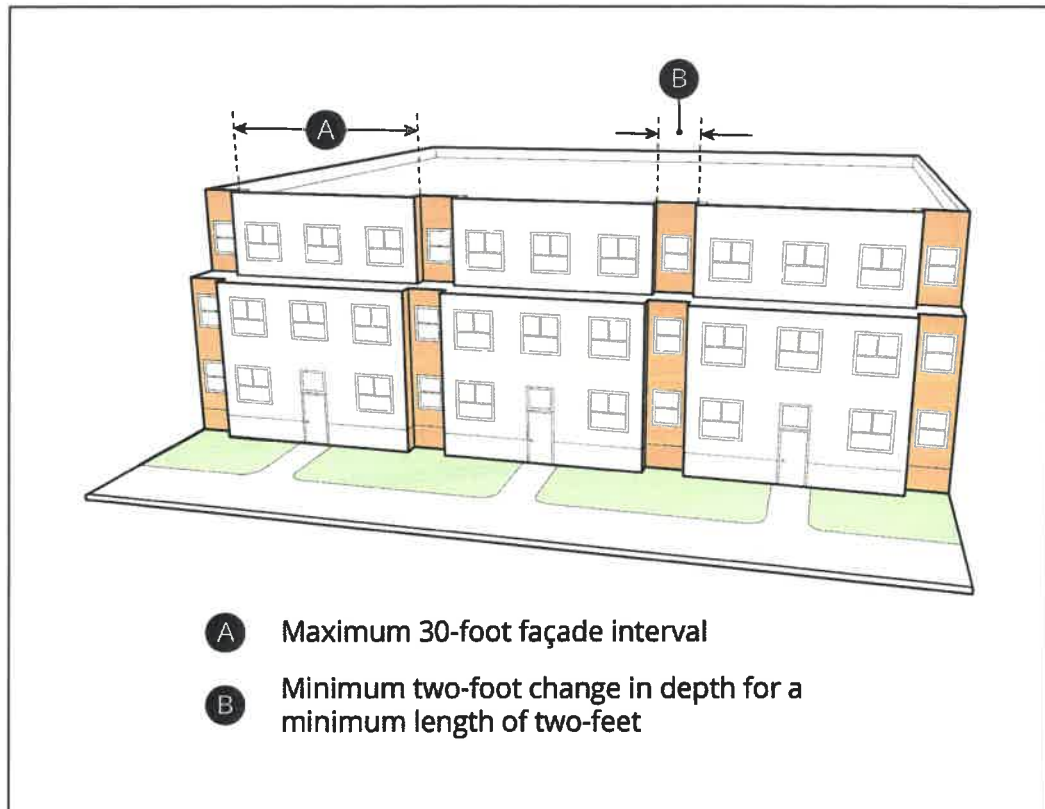 B
A
A Maximum 30-foot façade interval
B Minimum two-foot change in depth for a
minimum length of two-feet